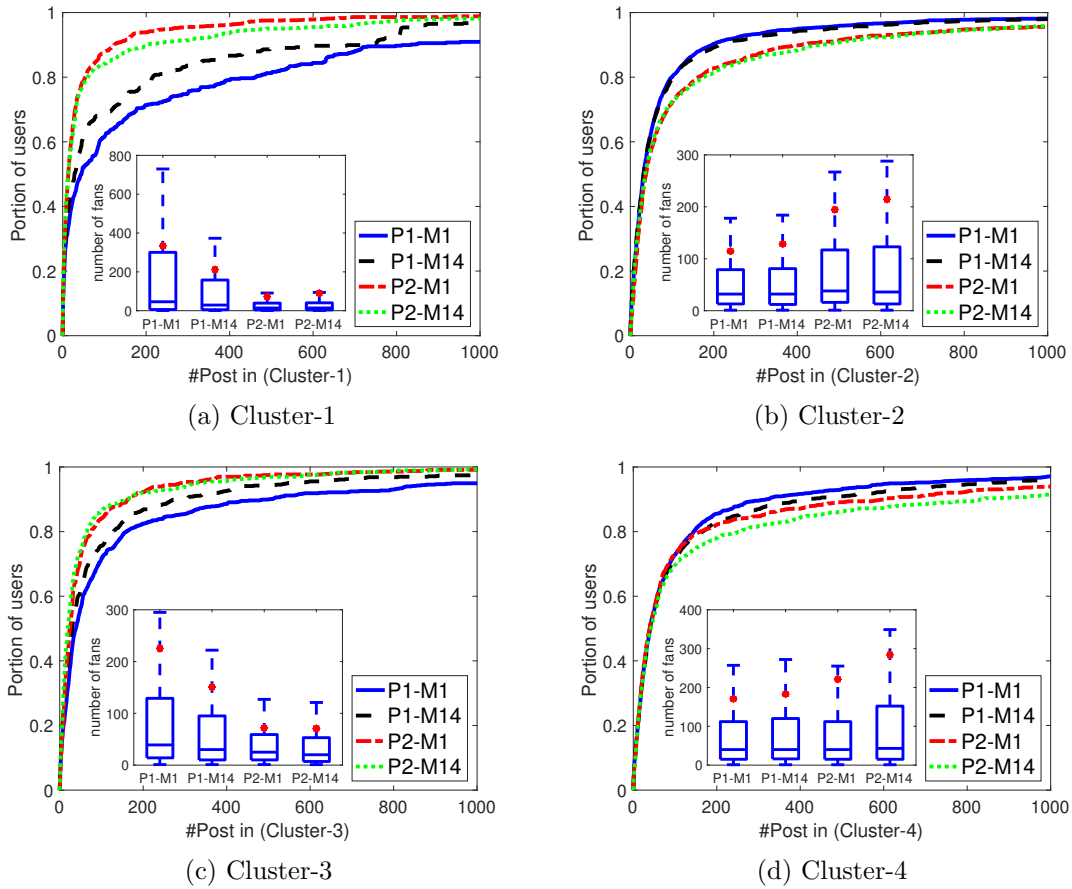 1
0.8
0.6
0.4
0.2
0
Portion of users
800
600
400
200
0
number of fans
P1-M1 P1-M14 P2-M1 P2-M14
P1-M1
P1-M14
P2-M1
P2-M14
0 200 400 600 800 1000
#Post in (Cluster-1)
(a) Cluster-1
1
0.8
0.6
0.4
0.2
0
Portion of users
300
200
100
0
number of fans
P1-M1 P1-M14 P2-M1 P2-M14
P1-M1
P1-M14
P2-M1
P2-M14
0 200 400 600 800 1000
#Post in (Cluster-2)
(b) Cluster-2
1
0.8
0.6
0.4
0.2
0
Portion of users
300
200
100
0
number of fans
P1-M1 P1-M14 P2-M1 P2-M14
P1-M1
P1-M14
P2-M1
P2-M14
0 200 400 600 800 1000
#Post in (Cluster-3)
(c) Cluster-3
1
0.8
0.6
0.4
0.2
0
Portion of users
400
300
200
100
0
number of fans
P1-M1 P1-M14 P2-M1 P2-M14
P1-M1
P1-M14
P2-M1
P2-M14
0 200 400 600 800 1000
#Post in (Cluster-4)
(d) Cluster-4